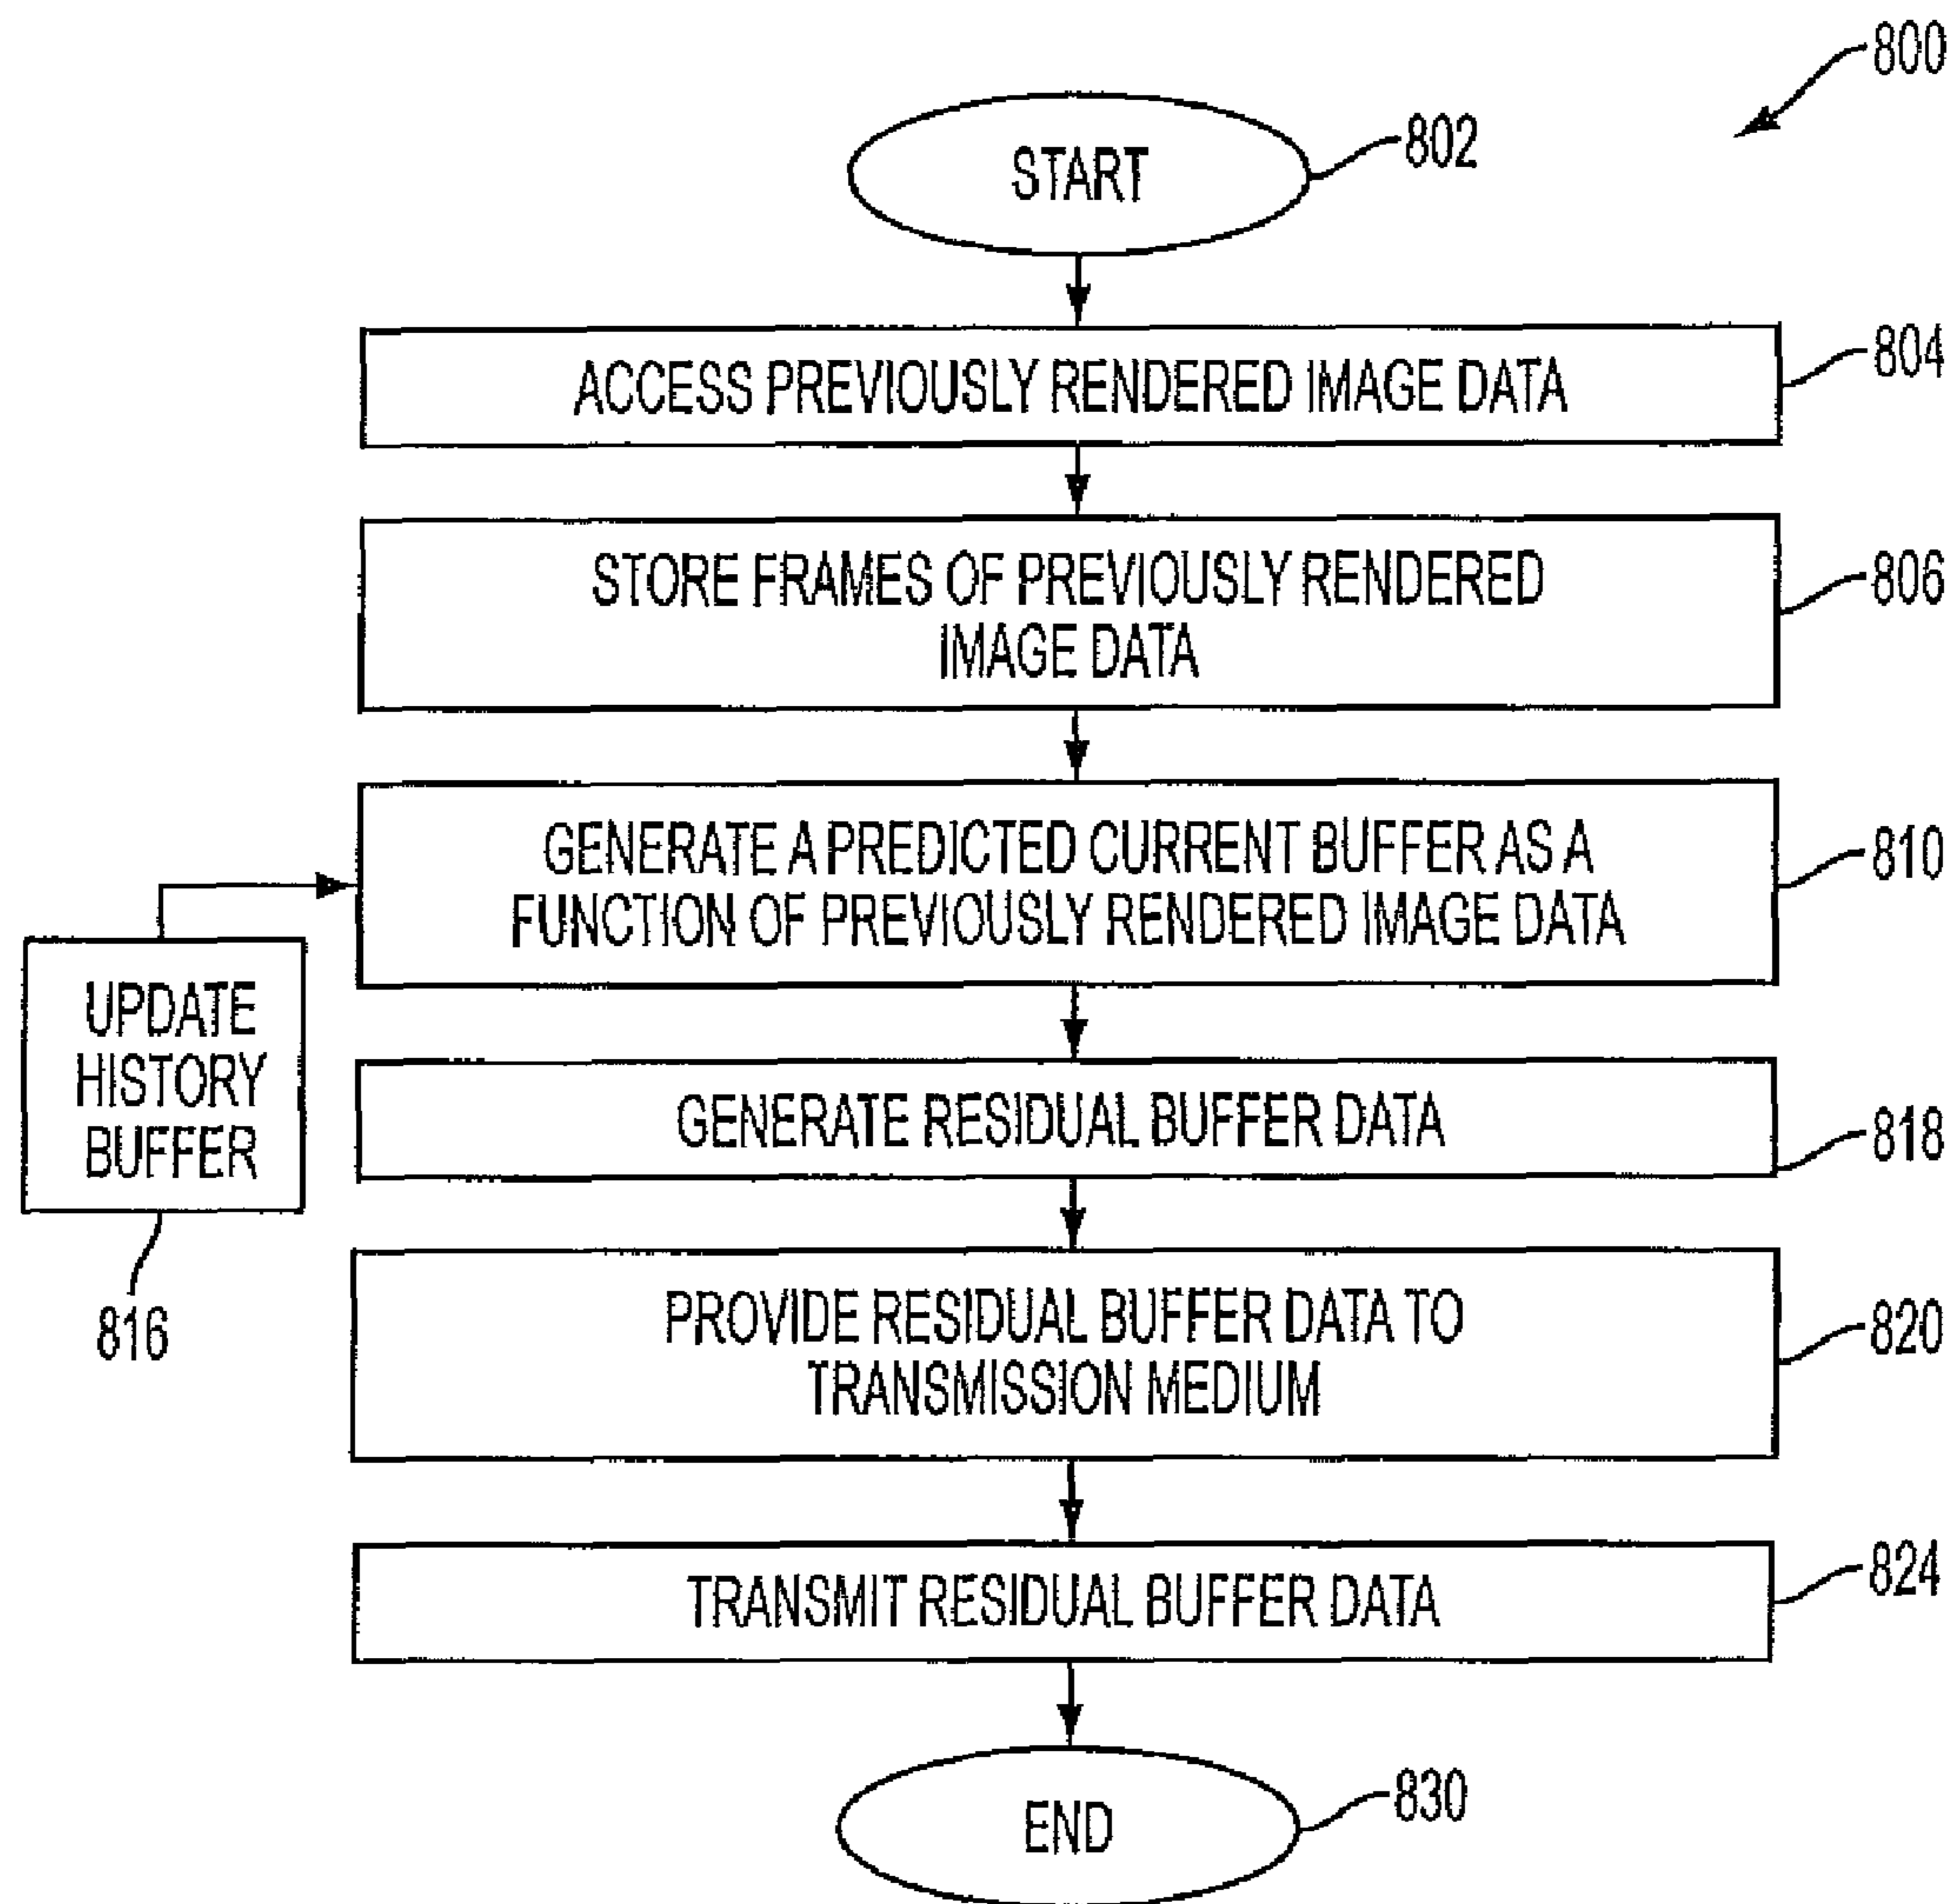 800
START
802
ACCESS PREVIOUSLY RENDERED IMAGE DATA
804
STORE FRAMES OF PREVIOUSLY RENDERED
IMAGE DATA
806
GENERATE A PREDICTED CURRENT BUFFER AS A
FUNCTION OF PREVIOUSLY RENDERED IMAGE DATA
810
UPDATE
HISTORY
BUFFER
816
GENERATE RESIDUAL BUFFER DATA
818
PROVIDE RESIDUAL BUFFER DATA TO
TRANSMISSION MEDIUM
820
TRANSMIT RESIDUAL BUFFER DATA
824
END
830